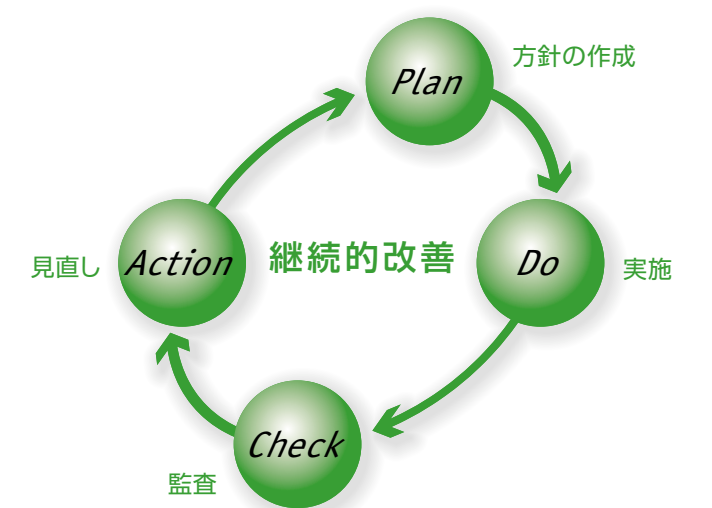 Plan
方針の作成
Do
実施
Check
監査
Action
見直し
継続的改善